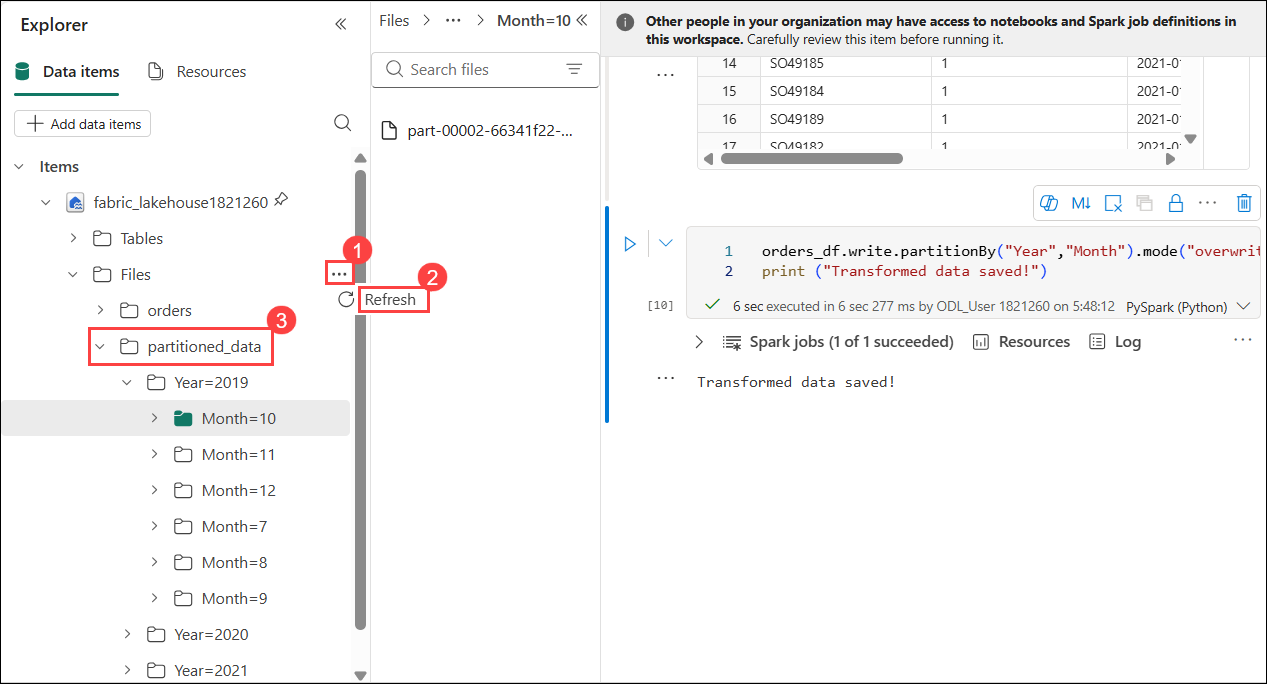 Explorer
Data items
Resources
Add data items
Items
fabric_lakehouse1821260
Tables
Files
...
1
Refresh
2
orders
partitioned_data
3
Year=2019
Month=10
Month=11
Month=12
Month=7
Month=8
Month=9
Year=2020
Year=2021
Files > ... > Month=10
Search files
part-00002-66341f22-...
Other people in your organization may have access to notebooks and Spark job definitions in
this workspace. Carefully review this item before running it.
14 SO49185 1 2021-0
15 SO49184 1 2021-0
16 SO49189 1 2021-0
17 SO49182 1 2021-0
M↓
1 orders_df.write.partitionBy("Year","Month").mode("overwrit
2 print ("Transformed data saved!")
[10]
6 sec executed in 6 sec 277 ms by ODL_User 1821260 on 5:48:12
PySpark (Python)
Spark jobs (1 of 1 succeeded)
Resources
Log
Transformed data saved!